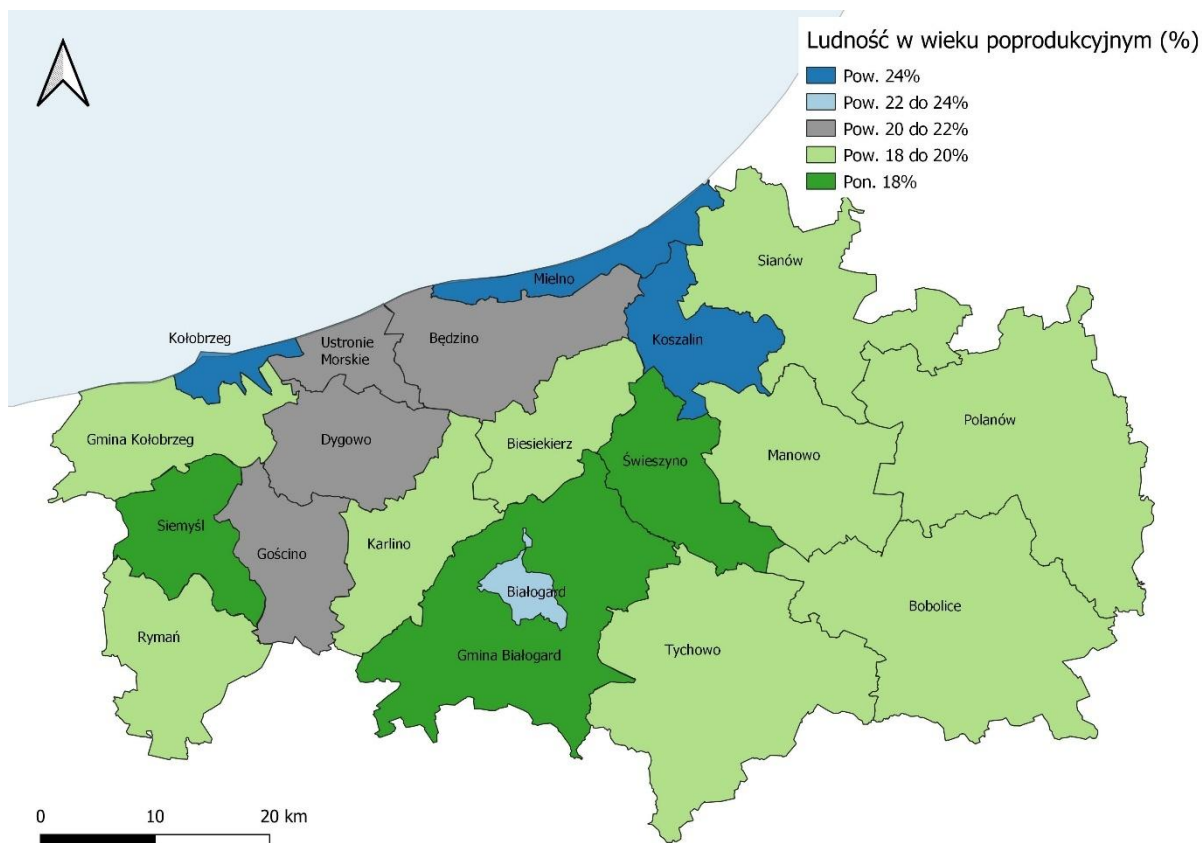 Ludność w wieku poprodukcyjnym (%)
Pow. 24%
Pow. 22 do 24%
Pow. 20 do 22%
Pow. 18 do 20%
Pon. 18%
Sianów
Mielno
Kołobrzeg
Ustronie
Morskie
Będzino
Koszalin
Polanów
Gmina Kołobrzeg
Dygowo
Biesiekierz
Świeszyno
Manowo
Siemyśl
Gościno
Karlino
Białogard
Bobolice
Rymań
Gmina Białogard
Tychowo
0 10 20 km